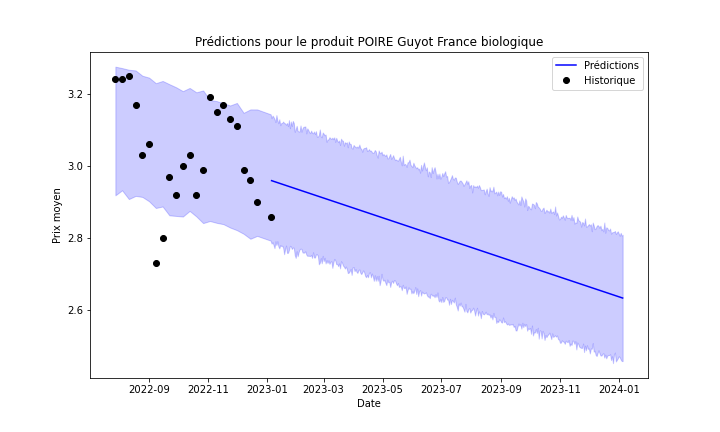 Prédictions pour le produit POIRE Guyot France biologique
Prédictions
Historique
Prix moyen
3.2
3.0
2.8
2.6
2022-09
2022-11
2023-01
2023-03
2023-05
2023-07
2023-09
2023-11
2024-01
Date